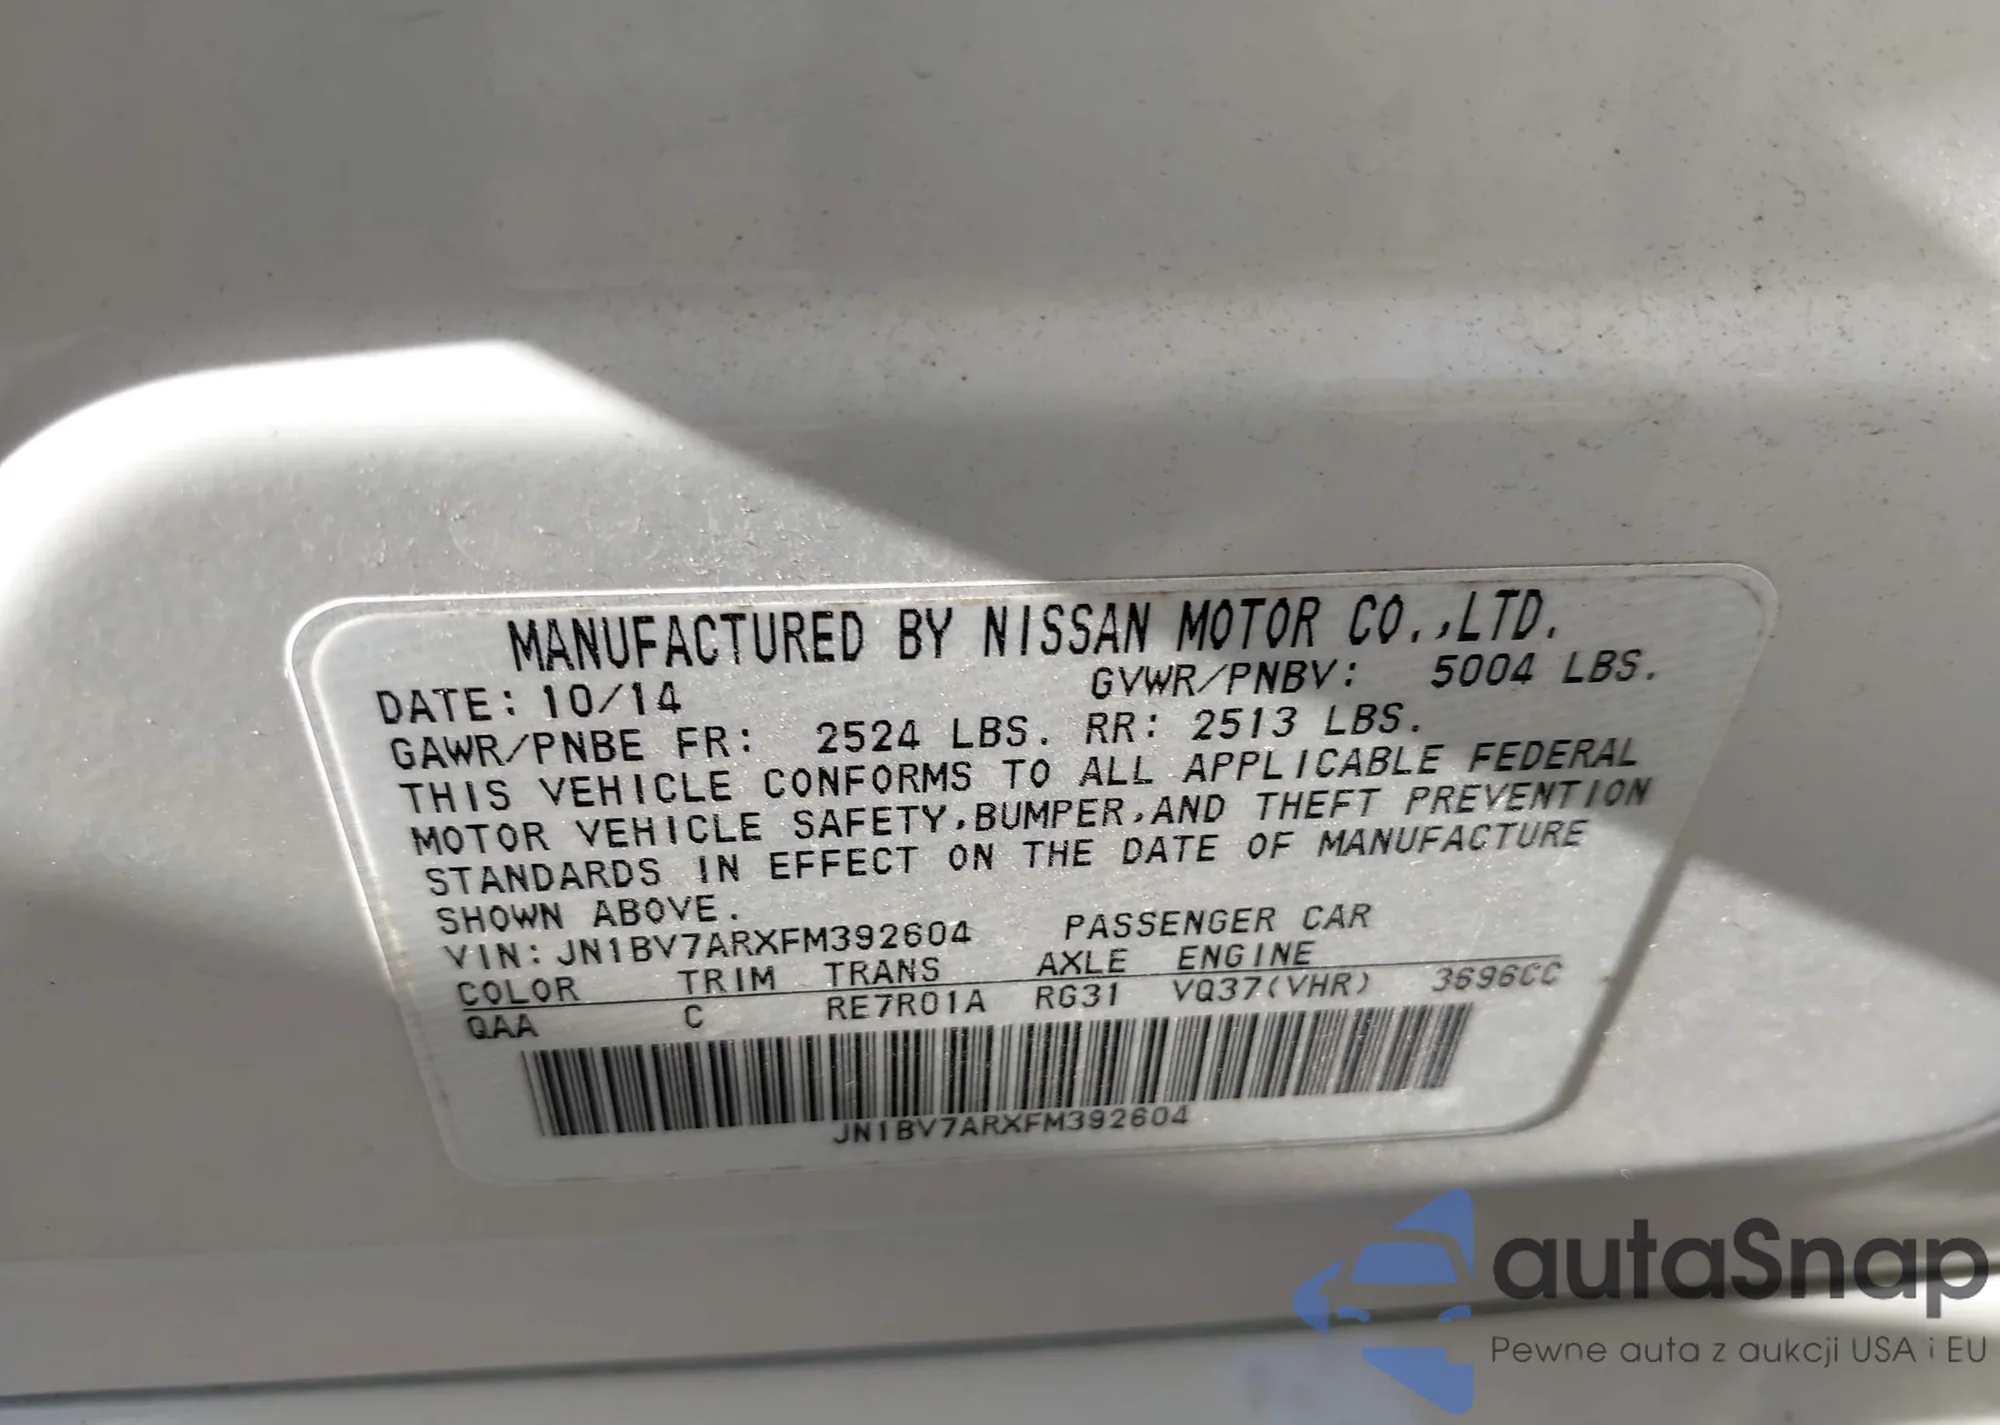 MANUFACTURED BY NISSAN MOTOR CO.,LTD.
DATE: 10/14 GVWR/PNBV: 5004 LBS.
GAWR/PNBE FR: 2524 LBS. RR: 2513 LBS.
THIS VEHICLE CONFORMS TO ALL APPLICABLE FEDERAL
MOTOR VEHICLE SAFETY,BUMPER,AND THEFT PREVENTION
STANDARDS IN EFFECT ON THE DATE OF MANUFACTURE
SHOWN ABOVE.
VIN: JN1BV7ARXFM392604 PASSENGER CAR
COLOR TRIM TRANS AXLE ENGINE
QAA C RE7R01A RG31 VQ37(VHR) 3696CC
JN1BV7ARXFM392604
autaSnap
Pewne auta z aukcji USA i EU